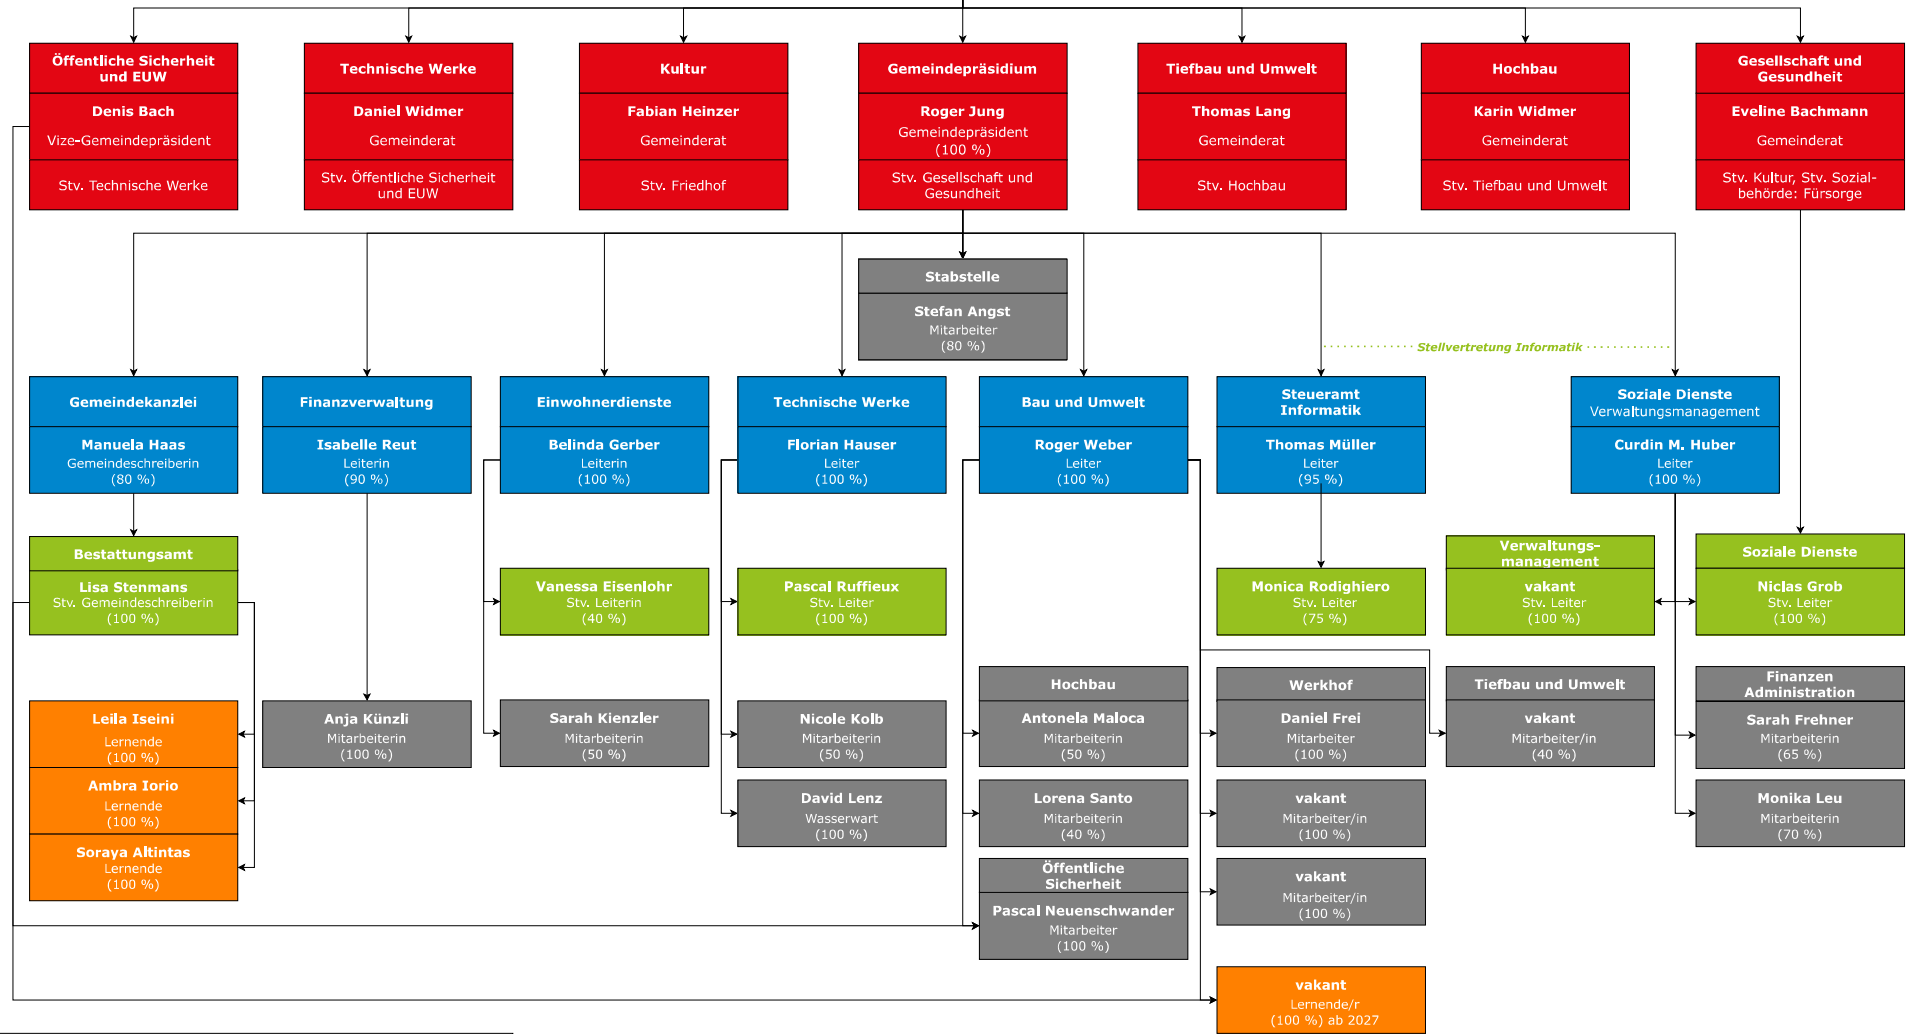 Öffentliche Sicherheit
und EUW
Denis Bach
Vize-Gemeindepräsident
Stv. Technische Werke
Technische Werke
Daniel Widmer
Gemeinderat
Stv. Öffentliche Sicherheit
und EUW
Kultur
Fabian Heinzer
Gemeinderat
Stv. Friedhof
Gemeindepräsidium
Roger Jung
Gemeindepräsident
(100 %)
Stv. Gesellschaft und
Gesundheit
Tiefbau und Umwelt
Thomas Lang
Gemeinderat
Stv. Hochbau
Hochbau
Karin Widmer
Gemeinderat
Stv. Tiefbau und Umwelt
Gesellschaft und
Gesundheit
Eveline Bachmann
Gemeinderat
Stv. Kultur, Stv. Sozial-
behörde: Fürsorge
Stabstelle
Stefan Angst
Mitarbeiter
(80 %)
Stellvertretung Informatik
Gemeindekanzlei
Manuela Haas
Gemeindeschreiberin
(80 %)
Finanzverwaltung
Isabelle Reut
Leiterin
(90 %)
Einwohnerdienste
Belinda Gerber
Leiterin
(100 %)
Technische Werke
Florian Hauser
Leiter
(100 %)
Bau und Umwelt
Roger Weber
Leiter
(100 %)
Steueramt
Informatik
Thomas Müller
Leiter
(95 %)
Soziale Dienste
Verwaltungsmanagement
Curdin M. Huber
Leiter
(100 %)
Bestattungsamt
Lisa Stenmans
Stv. Gemeindeschreiberin
(100 %)
Vanessa Eisenlohr
Stv. Leiterin
(40 %)
Pascal Ruffieux
Stv. Leiter
(100 %)
Monica Rodighiero
Stv. Leiter
(75 %)
Verwaltungs-
management
vakant
Stv. Leiter
(100 %)
Soziale Dienste
Niclas Grob
Stv. Leiter
(100 %)
Leila Iseini
Lernende
(100 %)
Ambra Iorio
Lernende
(100 %)
Soraya Altintas
Lernende
(100 %)
Anja Künzli
Mitarbeiterin
(100 %)
Sarah Kienzler
Mitarbeiterin
(50 %)
Nicole Kolb
Mitarbeiterin
(50 %)
David Lenz
Wasserwart
(100 %)
Hochbau
Antonela Maloca
Mitarbeiterin
(50 %)
Lorena Santo
Mitarbeiterin
(40 %)
Öffentliche
Sicherheit
Pascal Neuenschwander
Mitarbeiter
(100 %)
Werkhof
Daniel Frei
Mitarbeiter
(100 %)
vakant
Mitarbeiter/in
(100 %)
vakant
Mitarbeiter/in
(100 %)
vakant
Lernende/r
(100 %) ab 2027
Tiefbau und Umwelt
vakant
Mitarbeiter/in
(40 %)
Finanzen
Administration
Sarah Frehner
Mitarbeiterin
(65 %)
Monika Leu
Mitarbeiterin
(70 %)